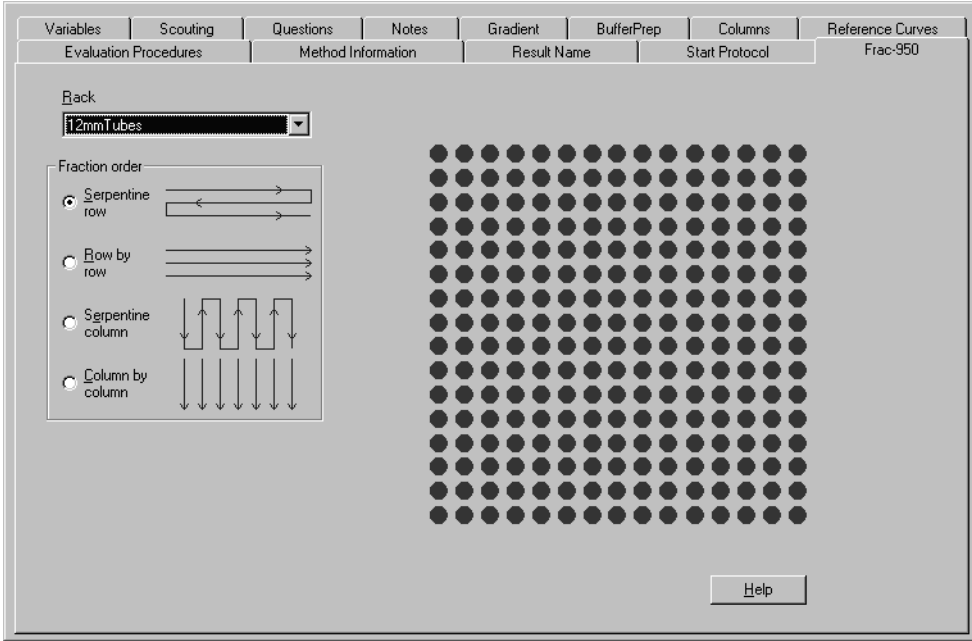 Variables Scouting Questions Notes Gradient BufferPrep Columns Reference Curves
Evaluation Procedures Method Information Result Name Start Protocol Frac-950
Rack
12mmTubes
Fraction order
Serpentine
row
Row by
row
Serpentine
column
Column by
column
Help